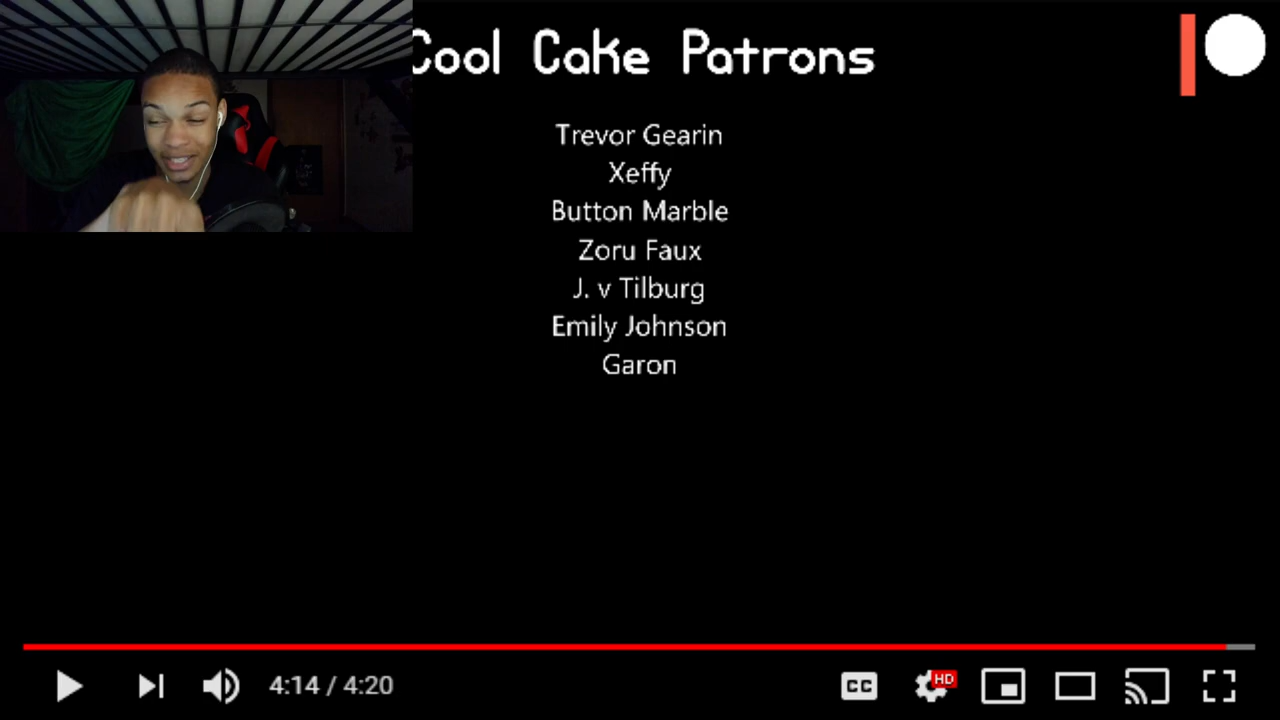 Cool Cake Patrons
Trevor Gearin
Xeffy
Button Marble
Zoru Faux
J. v Tilburg
Emily Johnson
Garon
4:14 / 4:20
CC
HD